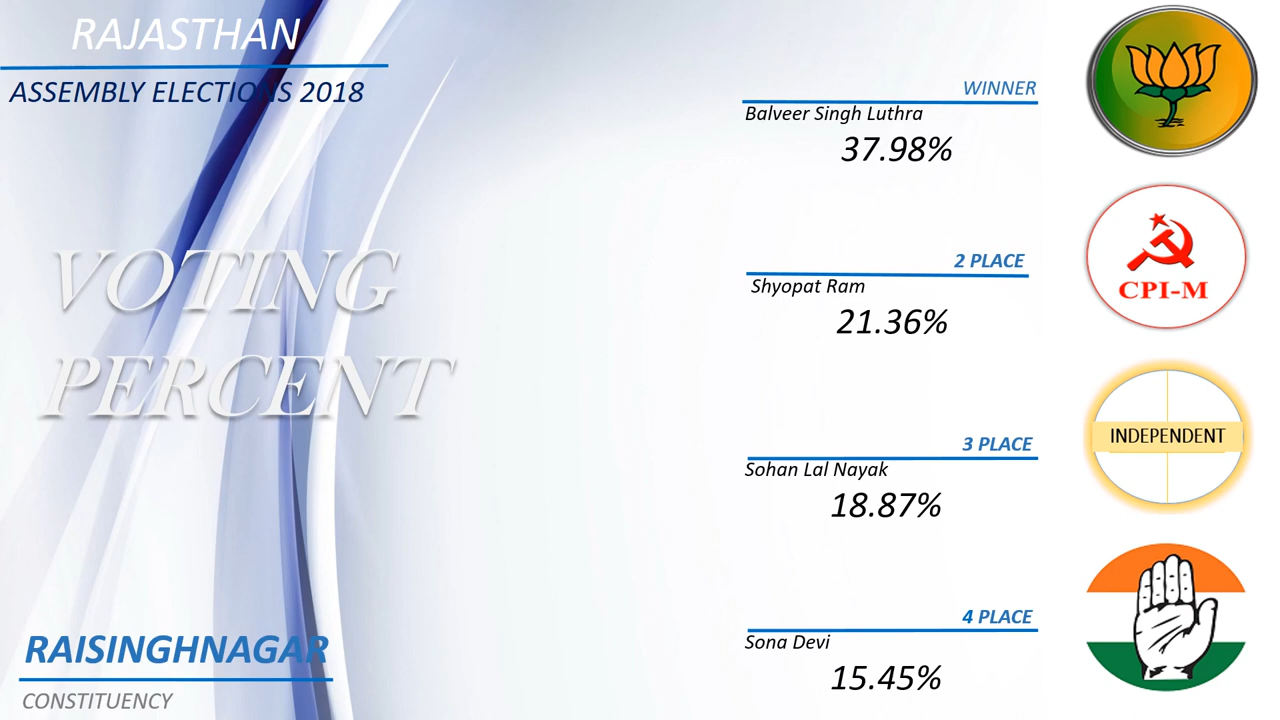 RAJASTHAN
ASSEMBLY ELECTIONS 2018
VOTING
PERCENT
RAISINGHNAGAR
CONSTITUENCY
WINNER
Balveer Singh Luthra
37.98%
2 PLACE
Shyopat Ram
21.36%
CPI-M
3 PLACE
Sohan Lal Nayak
18.87%
INDEPENDENT
4 PLACE
Sona Devi
15.45%